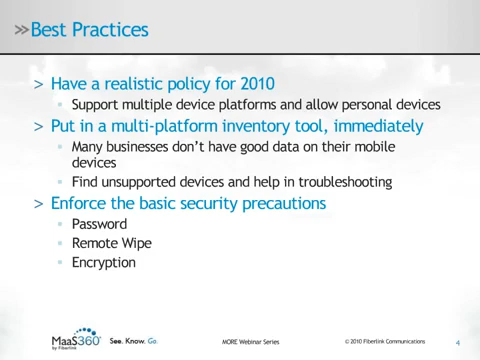 »Best Practices
> Have a realistic policy for 2010
Support multiple device platforms and allow personal devices
> Put in a multi-platform inventory tool, immediately
Many businesses don't have good data on their mobile
devices
Find unsupported devices and help in troubleshooting
> Enforce the basic security precautions
Password
Remote Wipe
Encryption
MaaS360
by Fiberlink
See. Know. Go.
MORE Webinar Series
© 2010 Fiberlink Communications
4